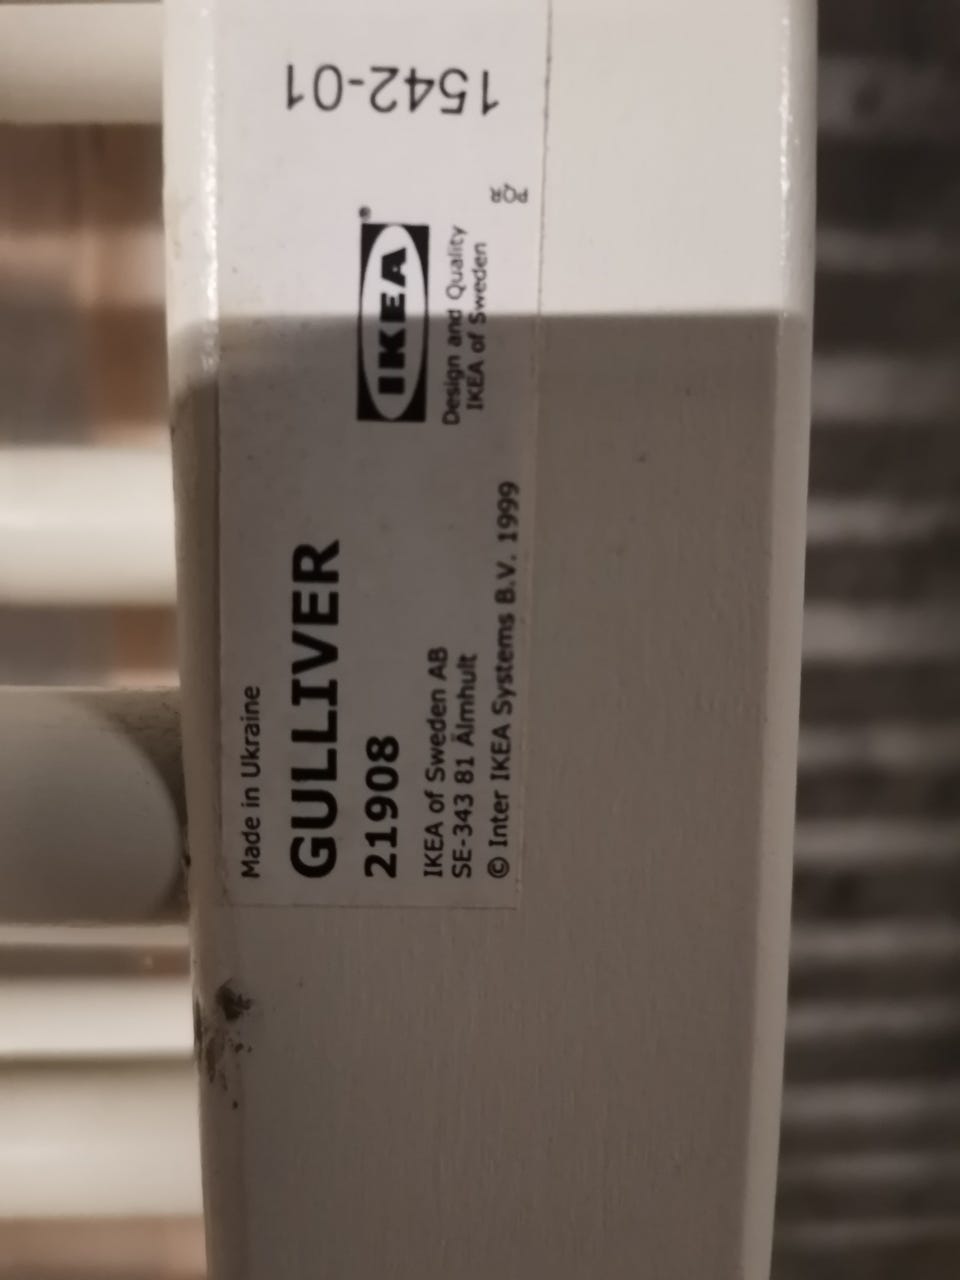 Made in Ukraine
GULLIVER
21908
IKEA of Sweden AB
SE-343 81 Älmhult
© Inter IKEA Systems B.V. 1999
IKEA®
Design and Quality
IKEA of Sweden
PQR
1542-01